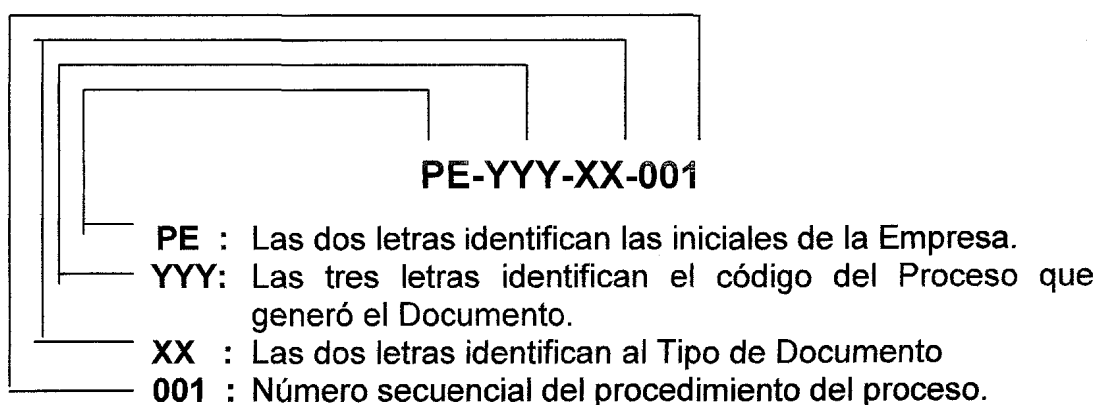 PE-YYY-XX-001
PE : Las dos letras identifican las iniciales de la Empresa.
YYY: Las tres letras identifican el código del Proceso que
generó el Documento.
XX : Las dos letras identifican al Tipo de Documento
001 : Número secuencial del procedimiento del proceso.